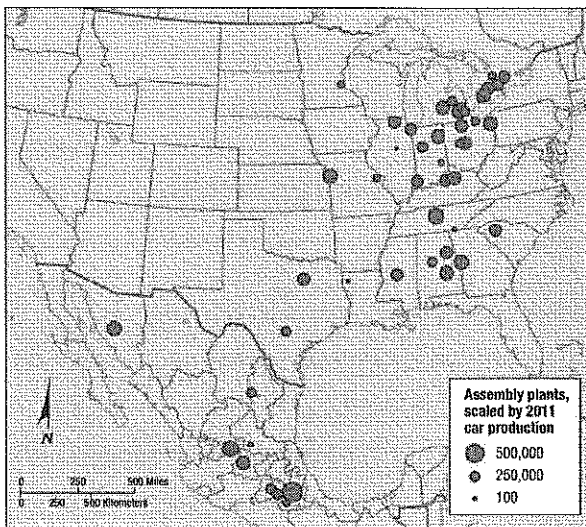 Assembly plants,
scaled by 2011
car production
500,000
250,000
100
N
0 250 500 Miles
0 250 500 Kilometers